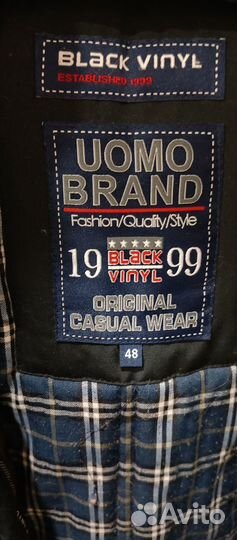 BLACK VINYL
ESTABLISHED 1999
UOMO
BRAND
Fashion/Quality/Style
19 BLACK VINYL 99
ORIGINAL
CASUAL WEAR
48
Avito